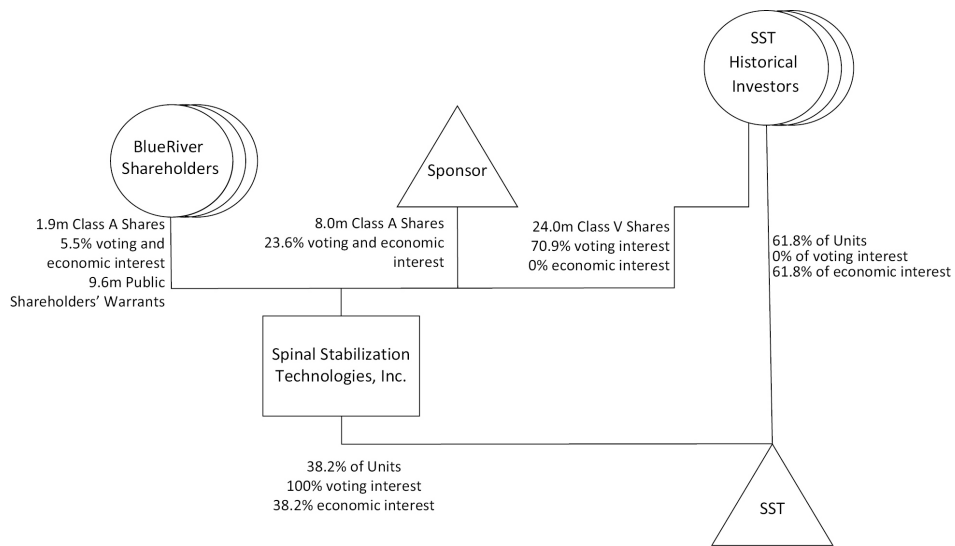 SST
Historical
Investors
BlueRiver
Shareholders
Sponsor
1.9m Class A Shares
5.5% voting and
economic interest
9.6m Public
Shareholders’ Warrants
8.0m Class A Shares
23.6% voting and economic
interest
24.0m Class V Shares
70.9% voting interest
0% economic interest
61.8% of Units
0% of voting interest
61.8% of economic interest
Spinal Stabilization
Technologies, Inc.
38.2% of Units
100% voting interest
38.2% economic interest
SST